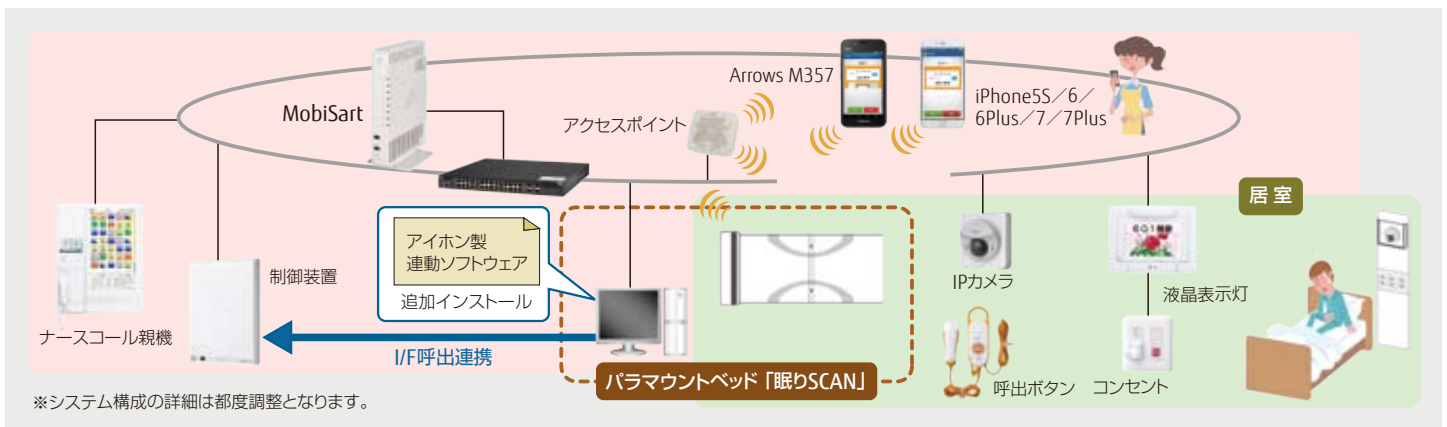 MobiSart
アクセスポイント
Arrows M357
iPhone5S／6／
6Plus／7／7Plus
居 室
アイホン製
連動ソフトウェア
追加インストール
制御装置
ナースコール親機
I/F呼出連携
パラマウントベッド「眠りSCAN」
IPカメラ
液晶表示灯
呼出ボタン
コンセント
※システム構成の詳細は都度調整となります。